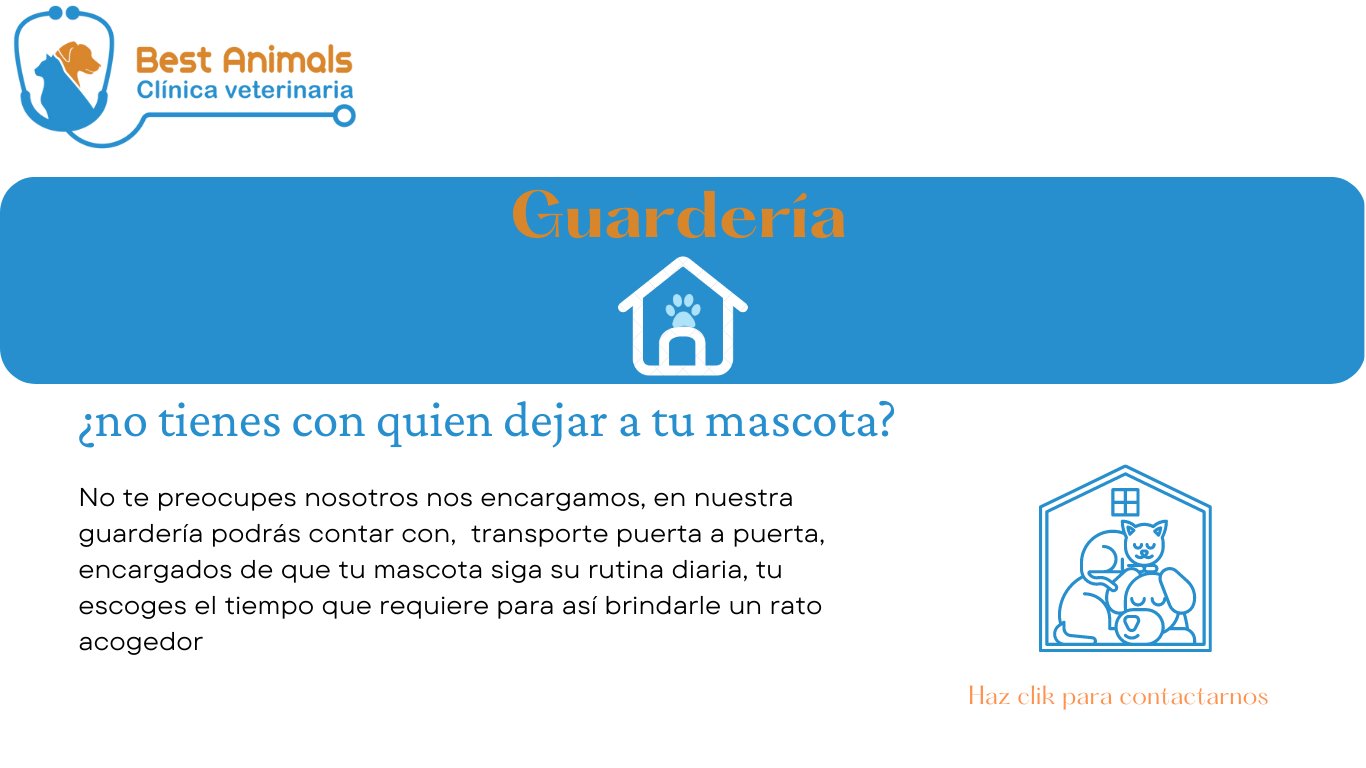 Best Animals
Clínica veterinaria
Guardería
¿no tienes con quien dejar a tu mascota?
No te preocupes nosotros nos encargamos, en nuestra
guardería podrás contar con,  transporte puerta a puerta,
encargados de que tu mascota siga su rutina diaria, tu
escoges el tiempo que requiere para así brindarle un rato
acogedor
Haz clik para contactarnos